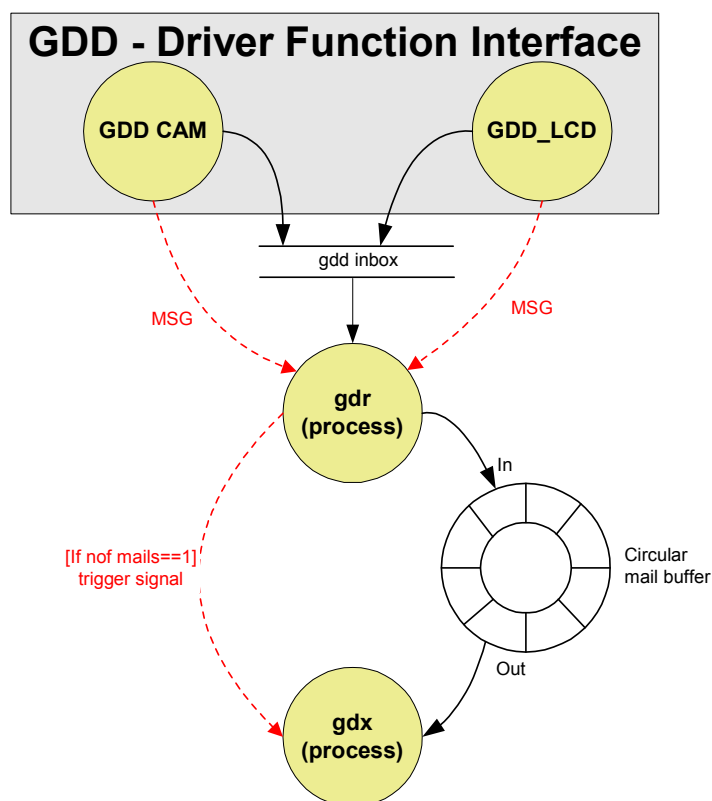 GDD - Driver Function Interface
GDD CAM
GDD_LCD
gdd inbox
MSG
MSG
gdr
(process)
In
[If nof mails==1]
trigger signal
Circular
mail buffer
Out
gdx
(process)